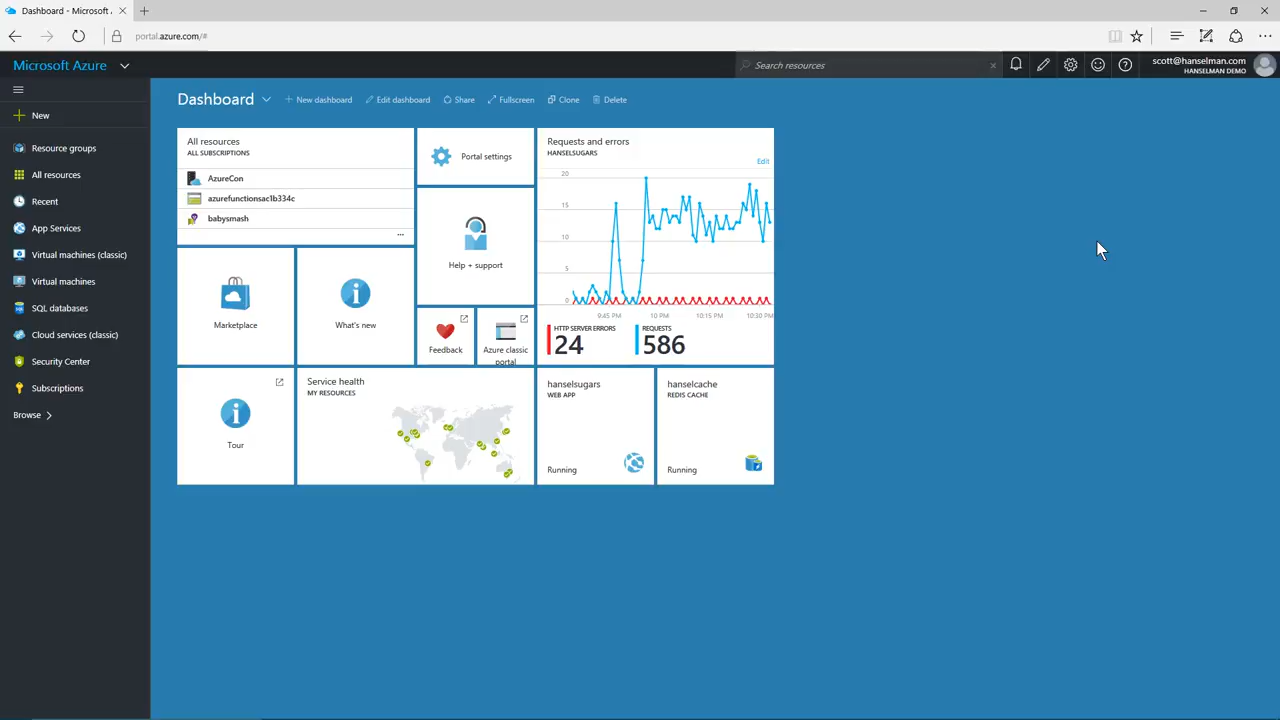 Dashboard - Microsoft A
portal.azure.com/#
Microsoft Azure
Search resources
scott@hanselman.com
HANSELMAN DEMO
New
Resource groups
All resources
Recent
App Services
Virtual machines (classic)
Virtual machines
SQL databases
Cloud services (classic)
Security Center
Subscriptions
Browse
Dashboard
New dashboard
Edit dashboard
Share
Fullscreen
Clone
Delete
All resources
ALL SUBSCRIPTIONS
AzureCon
azurefunctionsac1b334c
babysmash
...
Portal settings
Help + support
Marketplace
What's new
Feedback
Azure classic
portal
Requests and errors
HANSELSUGARS
Edit
20
15
10
5
0
9:45 PM
10 PM
10:15 PM
10:30 PM
HTTP SERVER ERRORS
24
REQUESTS
586
Tour
Service health
MY RESOURCES
hanselsugars
WEB APP
Running
hanselcache
REDIS CACHE
Running